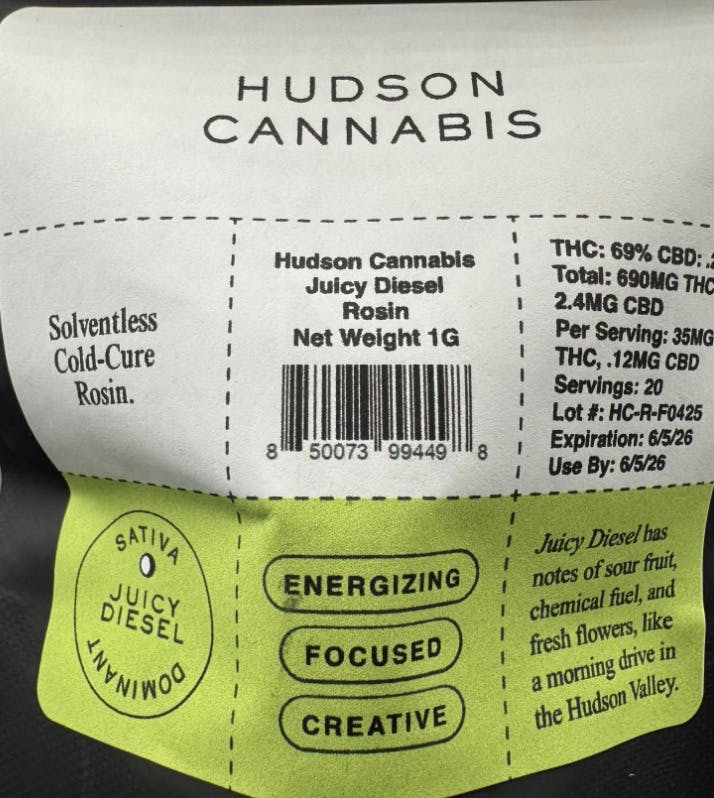 HUDSON
CANNABIS
Solventless
Cold-Cure
Rosin.
Hudson Cannabis
Juicy Diesel
Rosin
Net Weight 1G
8 50073 99449 8
THC: 69% CBD:
Total: 690MG THC
2.4MG CBD
Per Serving: 35MG
THC, .12MG CBD
Servings: 20
Lot #: HC-R-F0425
Expiration: 6/5/26
Use By: 6/5/26
SATIVA
JUICY
DIESEL
DOMINANT
ENERGIZING
FOCUSED
CREATIVE
Juicy Diesel has
notes of sour fruit,
chemical fuel, and
fresh flowers, like
a morning drive in
the Hudson Valley.